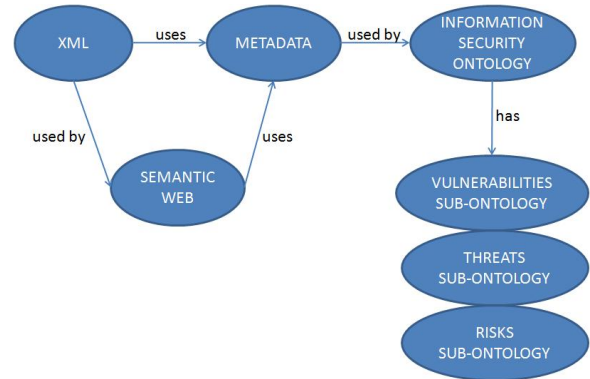 XML
uses
METADATA
used by
INFORMATION
SECURITY
ONTOLOGY
used by
uses
has
SEMANTIC
WEB
VULNERABILITIES
SUB-ONTOLOGY
THREATS
SUB-ONTOLOGY
RISKS
SUB-ONTOLOGY